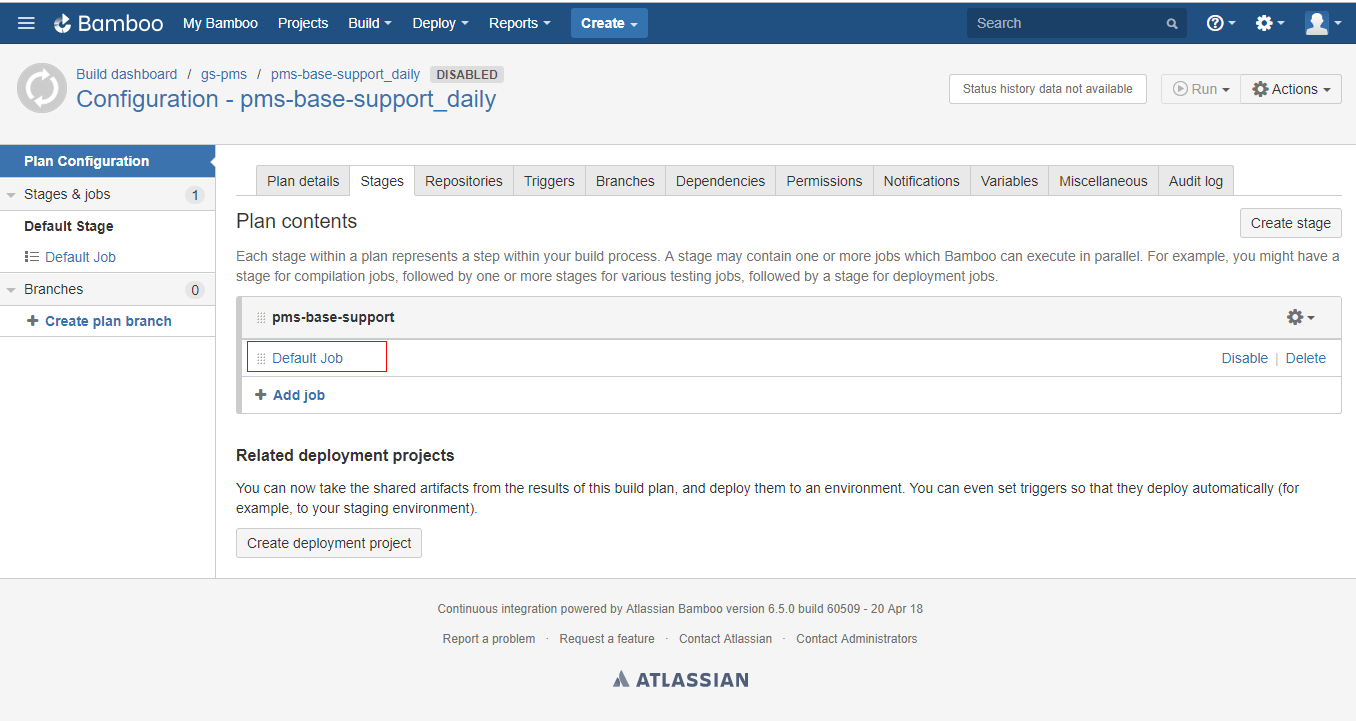 Bamboo My Bamboo Projects Build Deploy Reports Create Search
Build dashboard / gs-pms / pms-base-support_daily DISABLED
Configuration - pms-base-support_daily
Status history data not available Run Actions
Plan Configuration
Stages & jobs 1
Default Stage
Default Job
Branches 0
Create plan branch
Plan details Stages Repositories Triggers Branches Dependencies Permissions Notifications Variables Miscellaneous Audit log
Plan contents
Create stage
Each stage within a plan represents a step within your build process. A stage may contain one or more jobs which Bamboo can execute in parallel. For example, you might have a
stage for compilation jobs, followed by one or more stages for various testing jobs, followed by a stage for deployment jobs.
pms-base-support
Default Job Disable | Delete
Add job
Related deployment projects
You can now take the shared artifacts from the results of this build plan, and deploy them to an environment. You can even set triggers so that they deploy automatically (for
example, to your staging environment).
Create deployment project
Continuous integration powered by Atlassian Bamboo version 6.5.0 build 60509 - 20 Apr 18
Report a problem · Request a feature · Contact Atlassian · Contact Administrators
ATLASSIAN